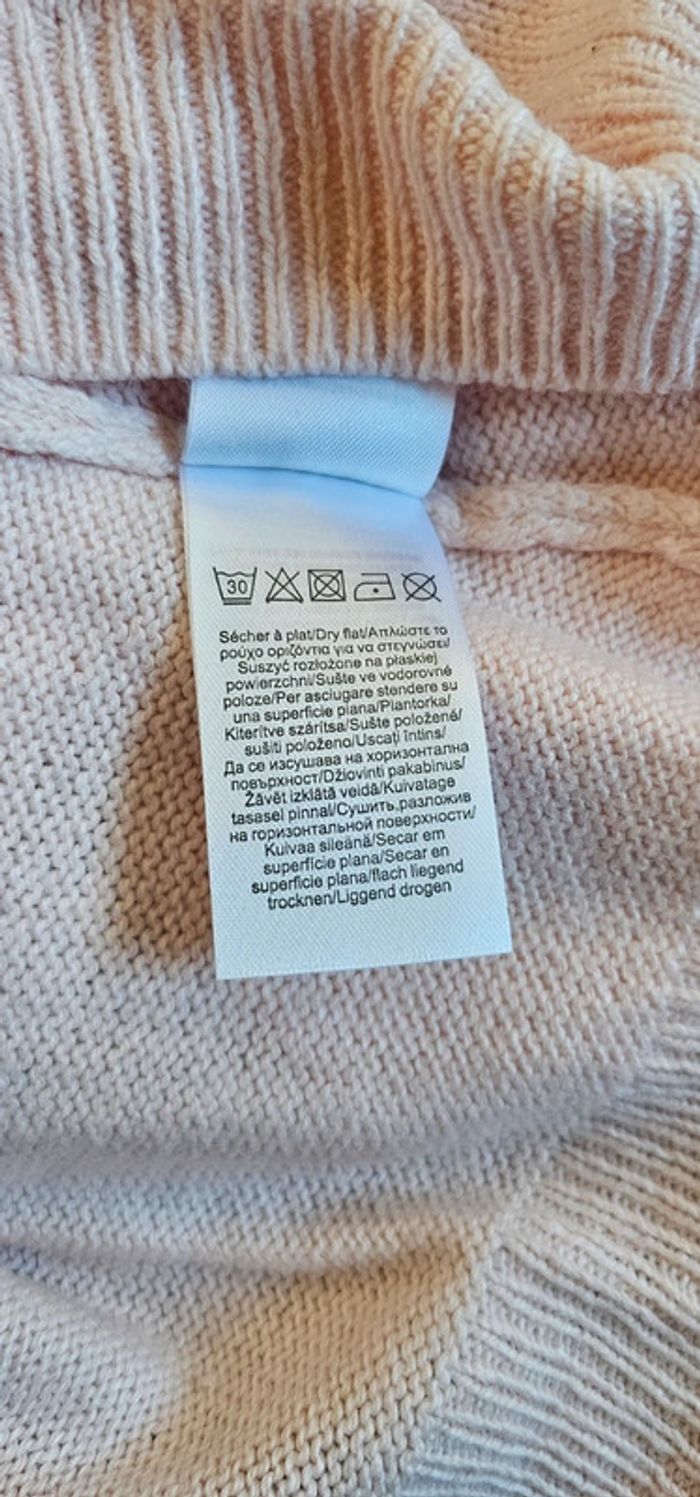 30
Sécher à plat/Dry flat/Απλώστε το
ρούχο οριζόντια για να στεγνώσει/
Suszyć rozłożone na płaskiej
powierzchni/Sušte ve vodorovné
poloze/Per asciugare stendere su
una superficie piana/Plantorka/
Kiterítve szárítsa/Sušte položené/
sušiti položeno/Uscați întins/
Да се изсушава на хоризонтална
повърхност/Džiovinti pakabinus/
Žāvēt izklātā veidā/Kuivatage
tasasel pinnal/Сушить,разложив
на горизонтальной поверхности/
Kuivaa sileänä/Secar em
superfície plana/Secar en
superficie plana/flach liegend
trocknen/Liggend drogen